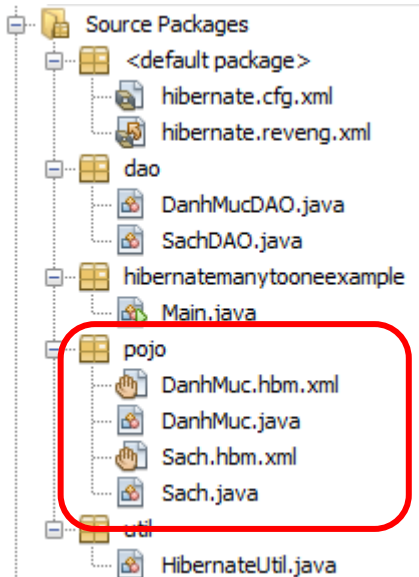 Source Packages
<default package>
hibernate.cfg.xml
hibernate.reveng.xml
dao
DanhMucDAO.java
SachDAO.java
hibernatemanytooneexample
Main.java
pojo
DanhMuc.hbm.xml
DanhMuc.java
Sach.hbm.xml
Sach.java
util
HibernateUtil.java